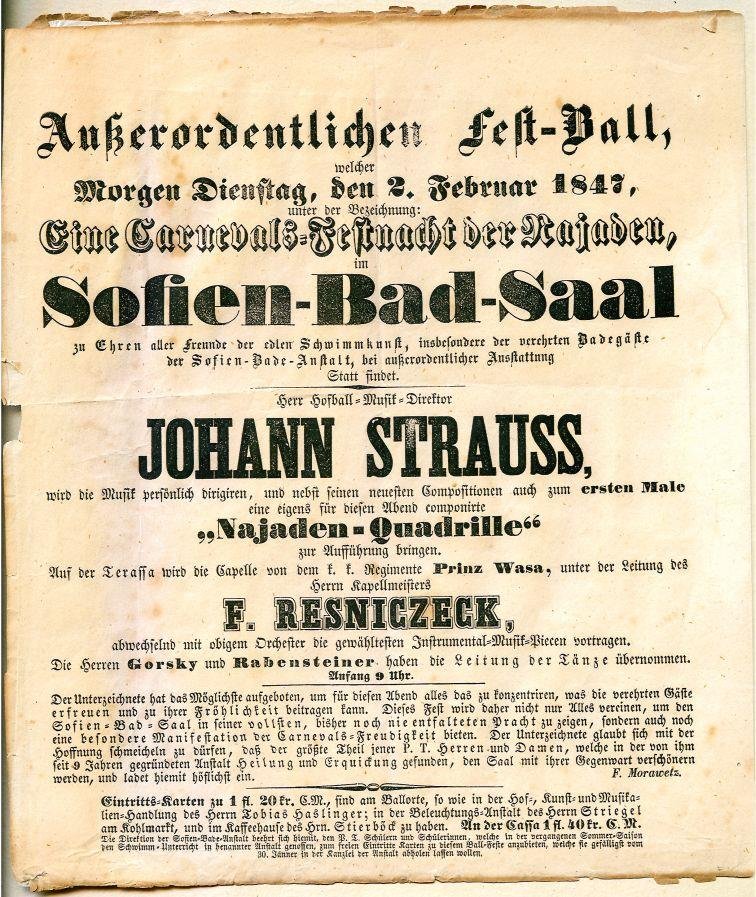 Außerordentlichen Fest-Ball,
welcher
Morgen Dienstag, den 2. Februar 1847,
unter der Bezeichnung:
Eine Carnevals-Festnacht der Najaden,
im
Sofien-Bad-Saal
zu Ehren aller Freunde der edlen Schwimmkunst, insbesondere der verehrten Badegäste
der Sofien-Bade-Anstalt, bei außerordentlicher Ausstattung
Statt findet.
Herr Hofball-Musik-Direktor
JOHANN STRAUSS,
wird die Musik persönlich dirigiren, und nebst seinen neuesten Compositionen auch zum ersten Male
eine eigens für diesen Abend componirte
„Najaden-Quadrille“
zur Aufführung bringen.
Auf der Terassa wird die Capelle von dem k. k. Regimente Prinz Wasa, unter der Leitung des
Herrn Kapellmeisters
F. RESNICZECK,
abwechselnd mit obigem Orchester die gewähltesten Instrumental-Musik-Piecen vortragen.
Die Herren Gorsky und Rabensteiner haben die Leitung der Tänze übernommen.
Anfang 9 Uhr.
Der Unterzeichnete hat das Möglichste aufgeboten, um für diesen Abend alles das zu konzentriren, was die verehrten Gäste
erfreuen und zu ihrer Fröhlichkeit beitragen kann. Dieses Fest wird daher nicht nur Alles vereinen, um den
Sofien-Bad-Saal in seiner vollsten, bisher noch nie entfalteten Pracht zu zeigen, sondern auch noch
eine besondere Manifestation der Carnevals-Freudigkeit bieten. Der Unterzeichnete glaubt sich mit der
Hoffnung schmeicheln zu dürfen, daß der größte Theil jener P. T. Herren und Damen, welche in der von ihm
seit 9 Jahren gegründeten Anstalt Heilung und Erquickung gefunden, den Saal mit ihrer Gegenwart verschönern
werden, und ladet hiemit höflichst ein.
F. Morawetz.
Eintritts-Karten zu 1 fl. 20 kr. C.M., sind am Ballorte, so wie in der Hof-, Kunst- und Musika-
lien-Handlung des Herrn Tobias Haslinger; in der Beleuchtungs-Anstalt des Herrn Striegel
am Kohlmarkt, und im Kaffeehause des Hrn. Stierböck zu haben. An der Cassa 1 fl. 40 kr. C. M.
Die Direktion der Sofien-Bade-Anstalt beehrt sich hiemit, den P. T. Schülern und Schülerinnen, welche in der vergangenen Sommer-Saison
den Schwimm-Unterricht in benannter Anstalt genossen, zum freien Eintritte Karten zu diesem Ball-Feste anzubieten, welche sie gefälligst vom
30. Jänner in der Kanzlei der Anstalt abholen lassen wollen.